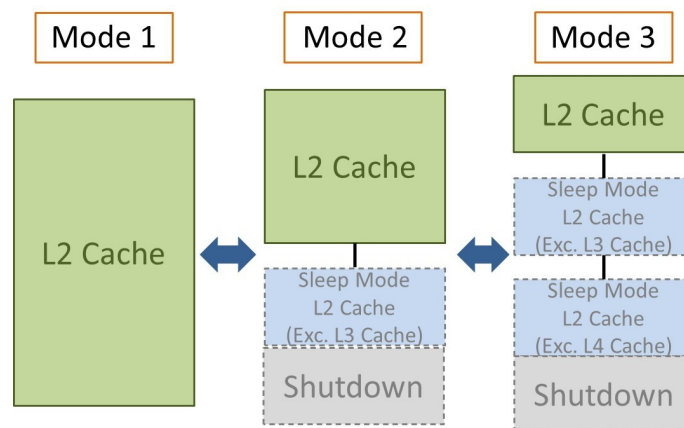 Mode 1
Mode 2
Mode 3
L2 Cache
L2 Cache
Sleep Mode
L2 Cache
(Exc. L3 Cache)
Shutdown
L2 Cache
Sleep Mode
L2 Cache
(Exc. L3 Cache)
Sleep Mode
L2 Cache
(Exc. L4 Cache)
Shutdown